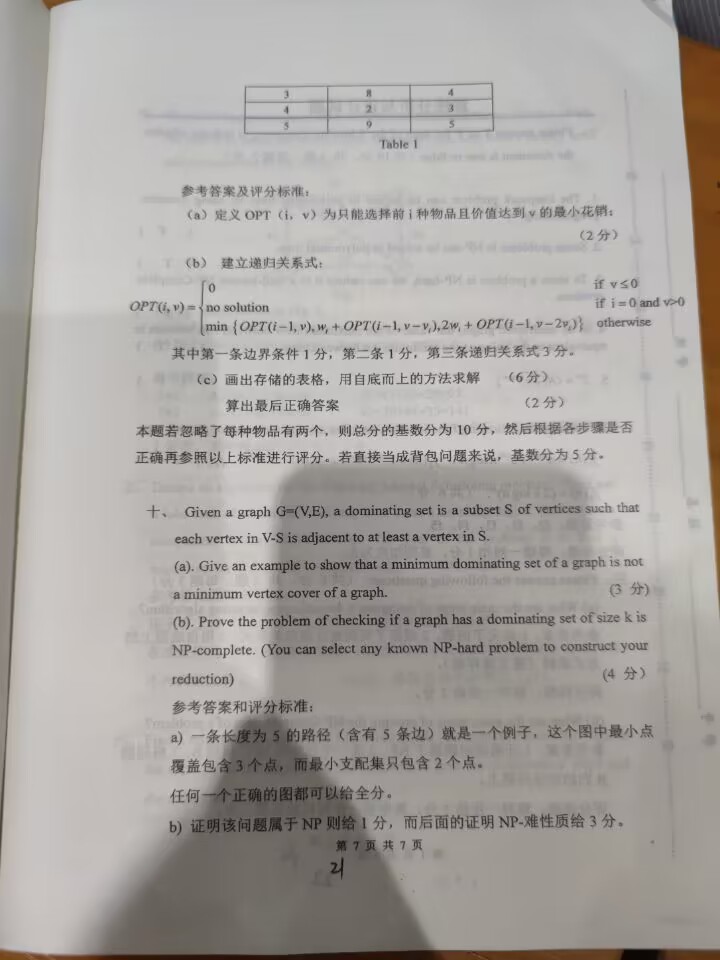 3 8 4
4 2 3
5 9 5
Table 1
参考答案及评分标准：
（a）定义 OPT（i，v）为只能选择前 i 种物品且价值达到 v 的最小花销；
（2 分）
（b） 建立递归关系式：
0 if v≤0
OPT(i, v) = no solution if i=0 and v>0
min {OPT(i−1, v), wᵢ + OPT(i−1, v−vᵢ), 2wᵢ + OPT(i−1, v−2vᵢ)} otherwise
其中第一条边界条件 1 分，第二条 1 分，第三条递归关系式 3 分。
（c）画出存储的表格，用自底而上的方法求解 （6 分）
算出最后正确答案 （2 分）
本题若忽略了每种物品有两个，则总分的基数分为 10 分，然后根据各步骤是否
正确再参照以上标准进行评分。若直接当成背包问题来说，基数分为 5 分。
十、 Given a graph G=(V,E), a dominating set is a subset S of vertices such that
each vertex in V-S is adjacent to at least a vertex in S.
(a). Give an example to show that a minimum dominating set of a graph is not
a minimum vertex cover of a graph. (3 分)
(b). Prove the problem of checking if a graph has a dominating set of size k is
NP-complete. (You can select any known NP-hard problem to construct your
reduction) (4 分)
参考答案和评分标准：
a) 一条长度为 5 的路径（含有 5 条边）就是一个例子，这个图中最小点
覆盖包含 3 个点，而最小支配集只包含 2 个点。
任何一个正确的图都可以给全分。
b) 证明该问题属于 NP 则给 1 分，而后面的证明 NP-难性质给 3 分。
第 7 页 共 7 页
21